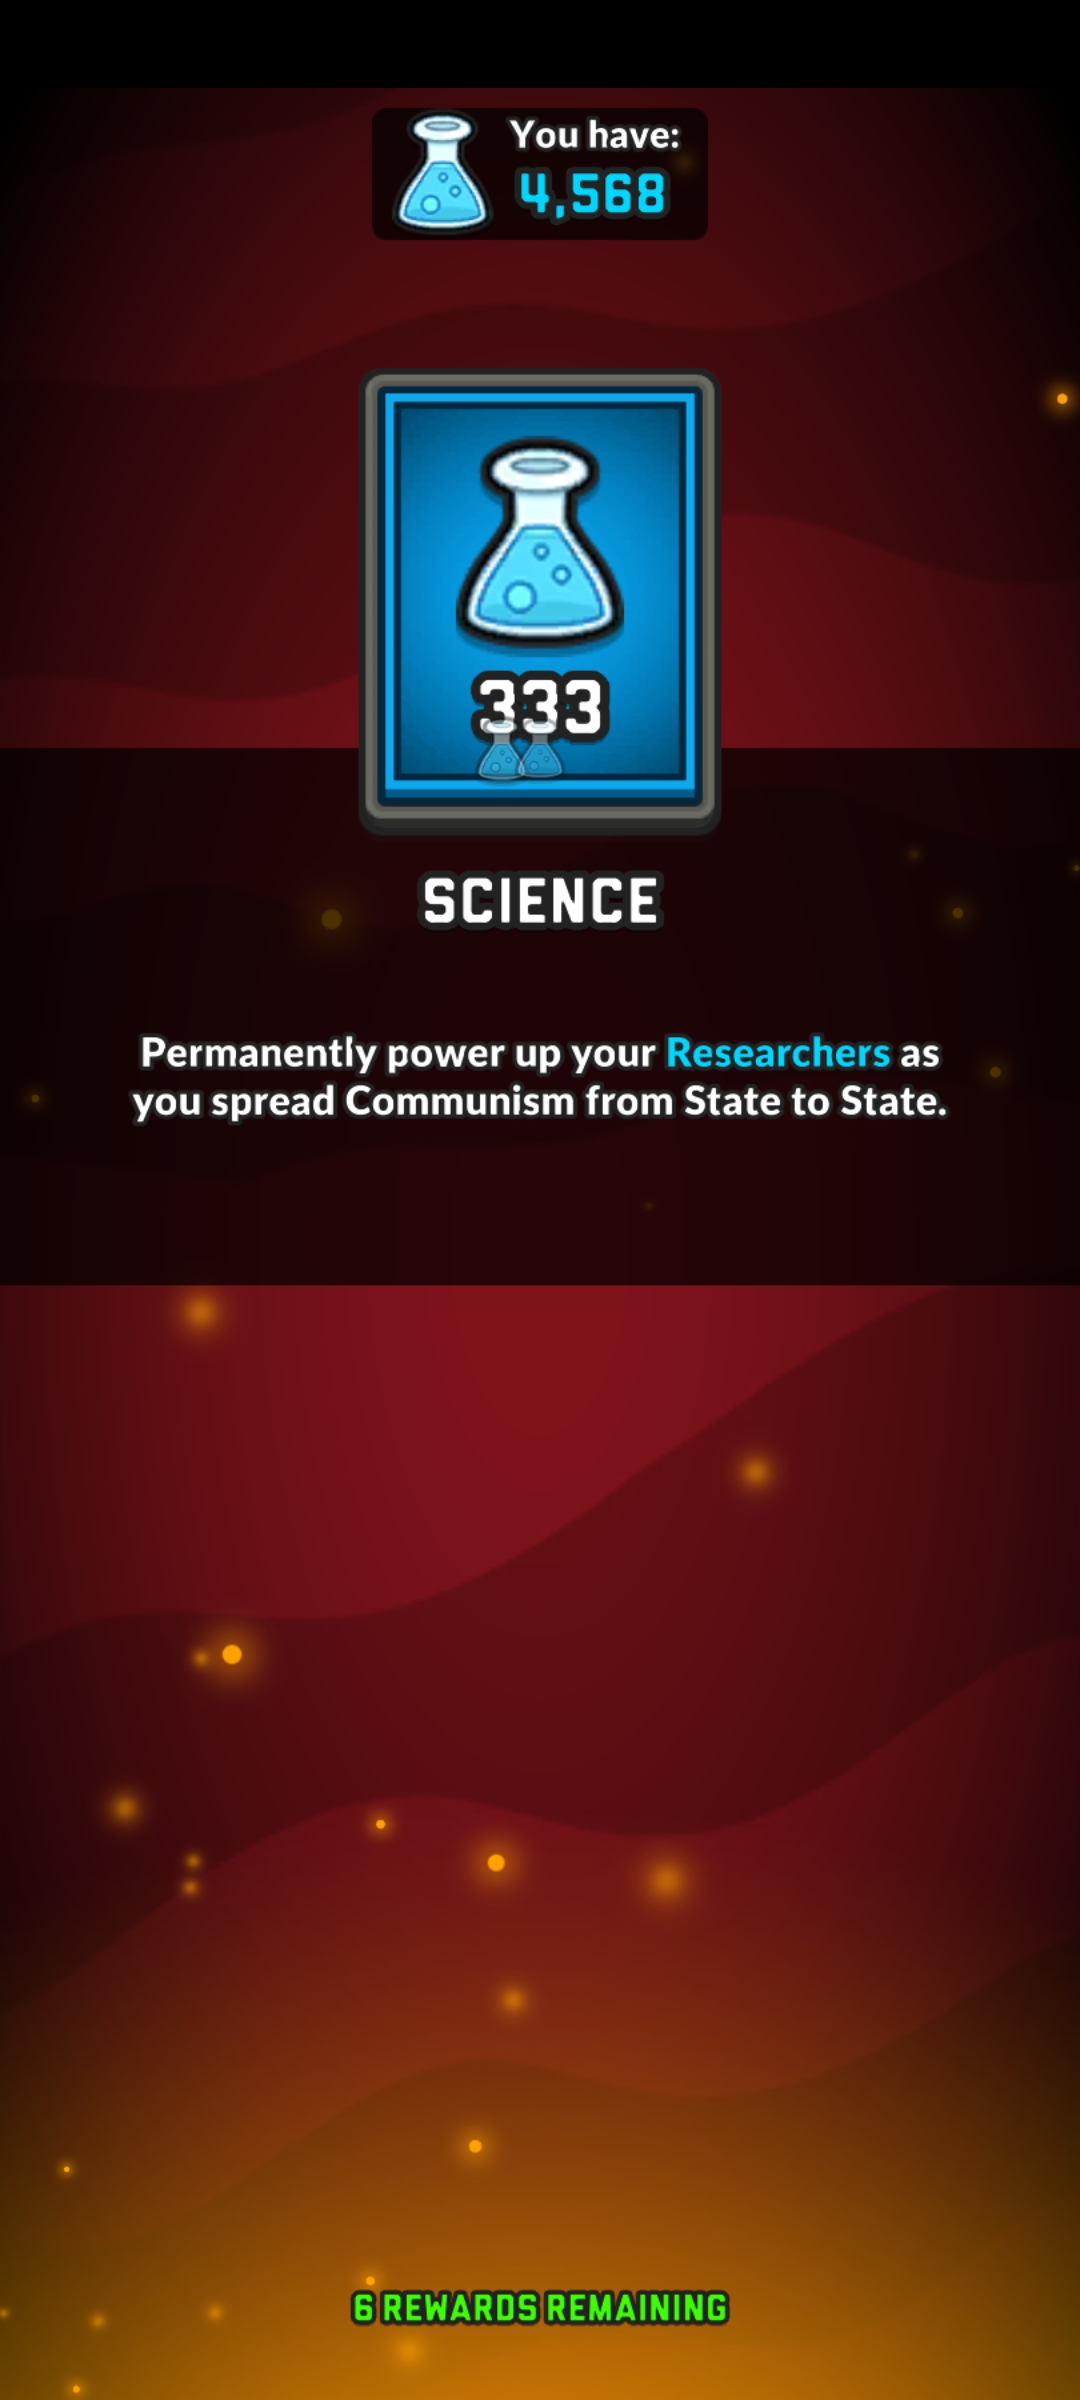 You have:
4,568
333
SCIENCE
Permanently power up your Researchers as
you spread Communism from State to State.
6 REWARDS REMAINING